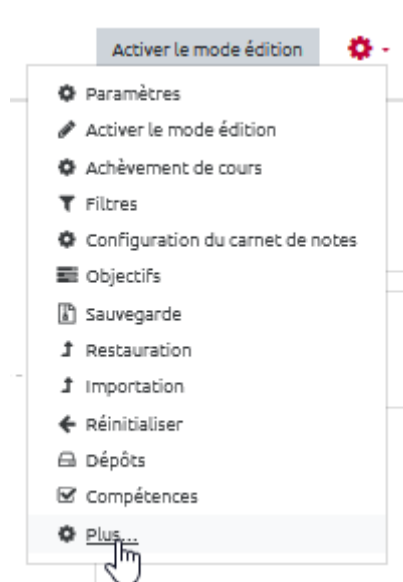 Activer le mode édition
Paramètres
Activer le mode édition
Achèvement de cours
Filtres
Configuration du carnet de notes
Objectifs
Sauvegarde
Restauration
Importation
Réinitialiser
Dépôts
Compétences
Plus...